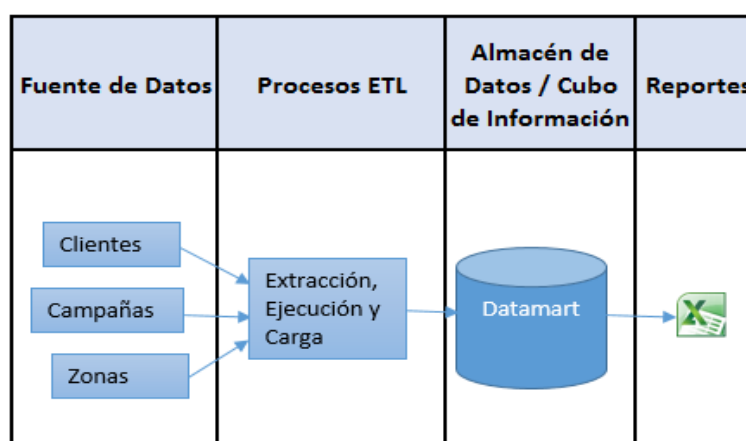 Fuente de Datos
Procesos ETL
Almacén de
Datos / Cubo
de Información
Reportes
Clientes
Campañas
Zonas
Extracción,
Ejecución y
Carga
Datamart